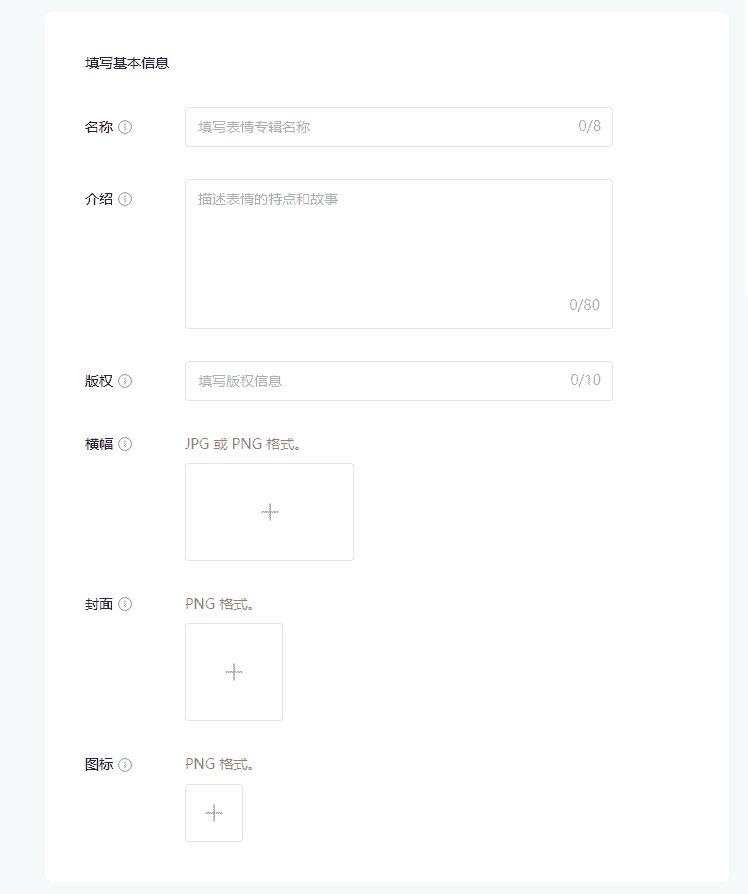 填写基本信息
名称 填写表情专辑名称 0/8
介绍 描述表情的特点和故事
0/80
版权 填写版权信息 0/10
横幅 JPG 或 PNG 格式。
封面 PNG 格式。
图标 PNG 格式。